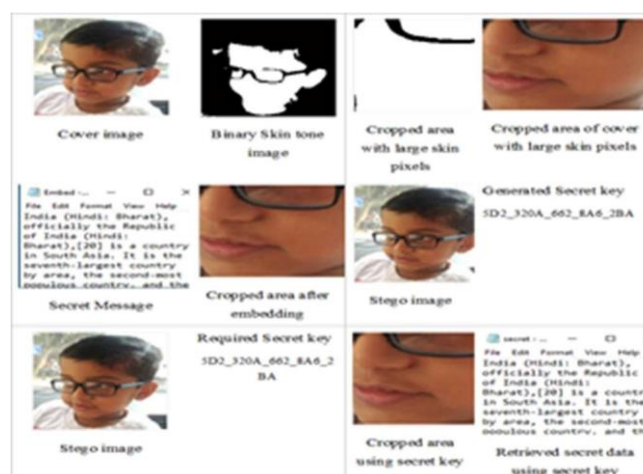 Cover image
Binary Skin tone
image
Cropped area
with large skin
pixels
Cropped area of cover
with large skin pixels
Embed -...
File Edit Format View Help
India (Hindi: Bharat),
officially the Republic
of India (Hindi:
Bharat),[20] is a country
in South Asia. It is the
seventh-largest country
by area, the second-most
populous country, and the
Secret Message
Cropped area after
embedding
Stego image
Generated Secret key
5D2_320A_662_8A6_2BA
Stego image
Required Secret key
5D2_320A_662_8A6_2
BA
Cropped area
using secret key
secret -...
File Edit Format View Help
India (Hindi: Bharat),
officially the Republic
of India (Hindi:
Bharat),[20] is a countr
in South Asia. It is the
seventh-largest country
by area, the second-most
populous country, and th
Retrieved secret data
using secret key